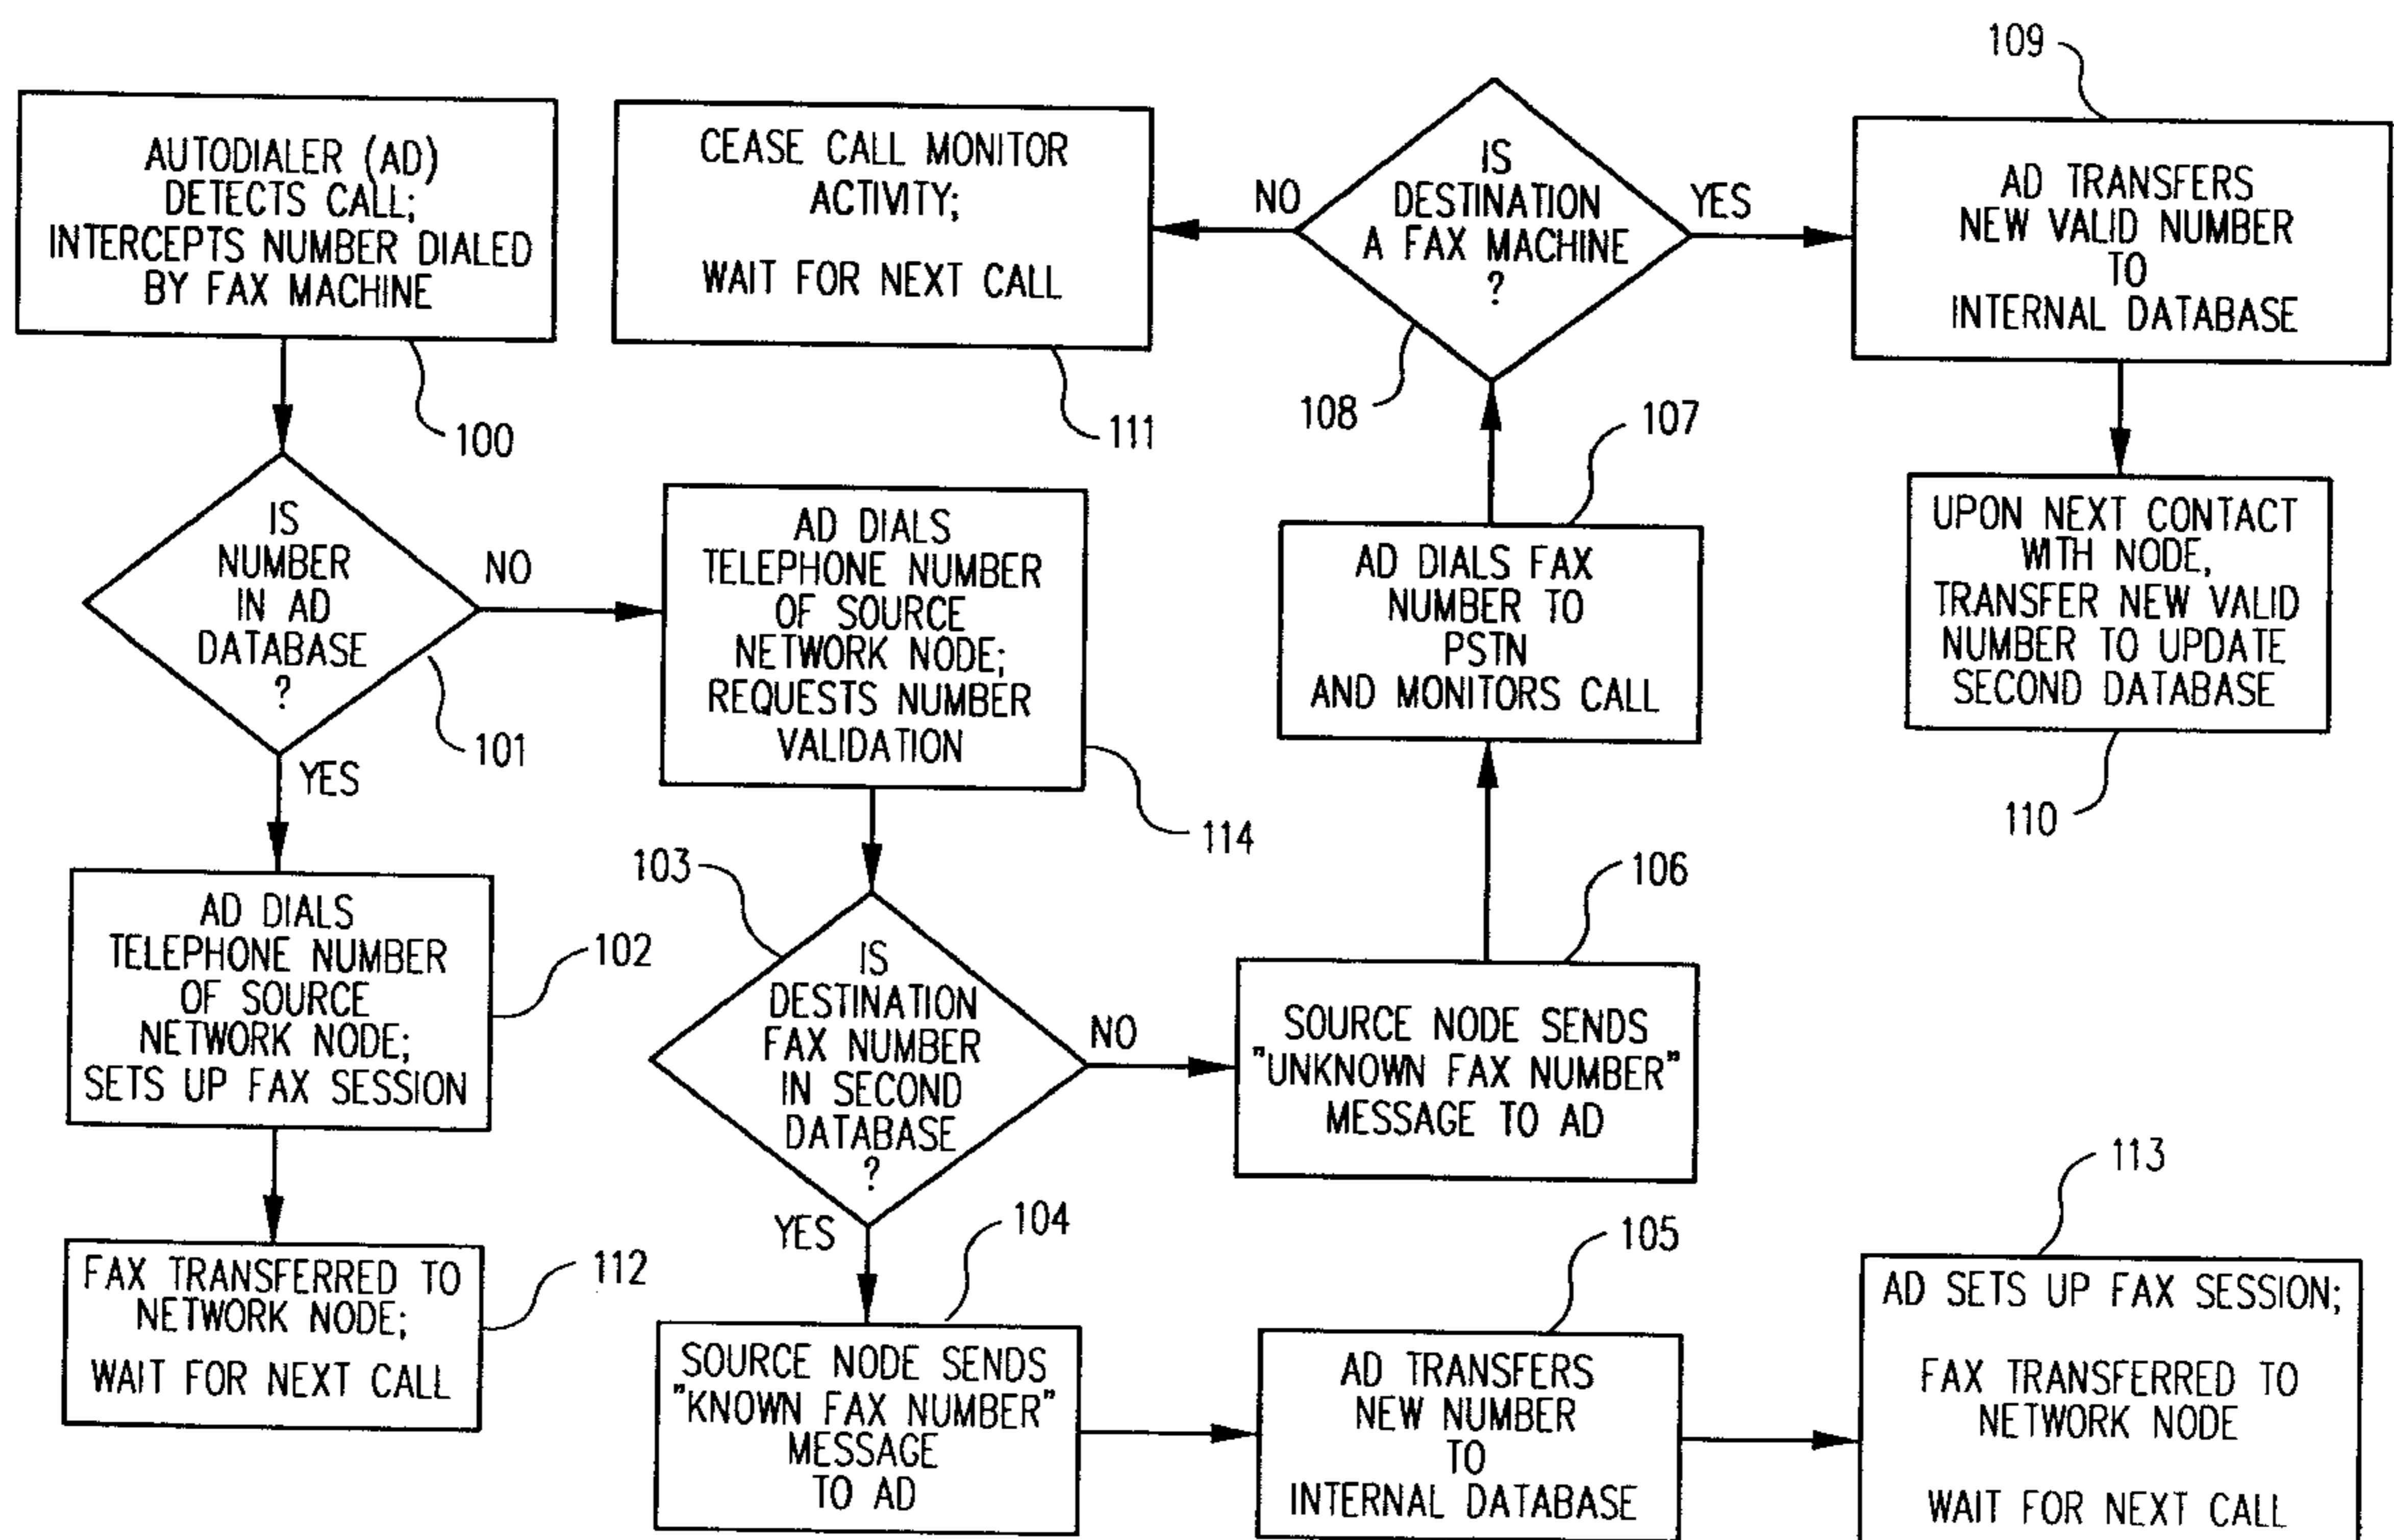 AUTODIALER (AD)
DETECTS CALL;
INTERCEPTS NUMBER DIALED
BY FAX MACHINE
100
IS
NUMBER
IN AD
DATABASE
?
101
NO
YES
AD DIALS
TELEPHONE NUMBER
OF SOURCE
NETWORK NODE;
SETS UP FAX SESSION
102
FAX TRANSFERRED TO
NETWORK NODE;
WAIT FOR NEXT CALL
112
CEASE CALL MONITOR
ACTIVITY;
WAIT FOR NEXT CALL
111
AD DIALS
TELEPHONE NUMBER
OF SOURCE
NETWORK NODE;
REQUESTS NUMBER
VALIDATION
114
103
IS
DESTINATION
FAX NUMBER
IN SECOND
DATABASE
?
NO
YES
104
SOURCE NODE SENDS
"KNOWN FAX NUMBER"
MESSAGE
TO AD
IS
DESTINATION
A FAX MACHINE
?
NO
YES
108
107
AD DIALS FAX
NUMBER TO
PSTN
AND MONITORS CALL
106
SOURCE NODE SENDS
"UNKNOWN FAX NUMBER"
MESSAGE TO AD
105
AD TRANSFERS
NEW NUMBER
TO
INTERNAL DATABASE
109
AD TRANSFERS
NEW VALID NUMBER
TO
INTERNAL DATABASE
UPON NEXT CONTACT
WITH NODE,
TRANSFER NEW VALID
NUMBER TO UPDATE
SECOND DATABASE
110
113
AD SETS UP FAX SESSION;
FAX TRANSFERRED TO
NETWORK NODE
WAIT FOR NEXT CALL